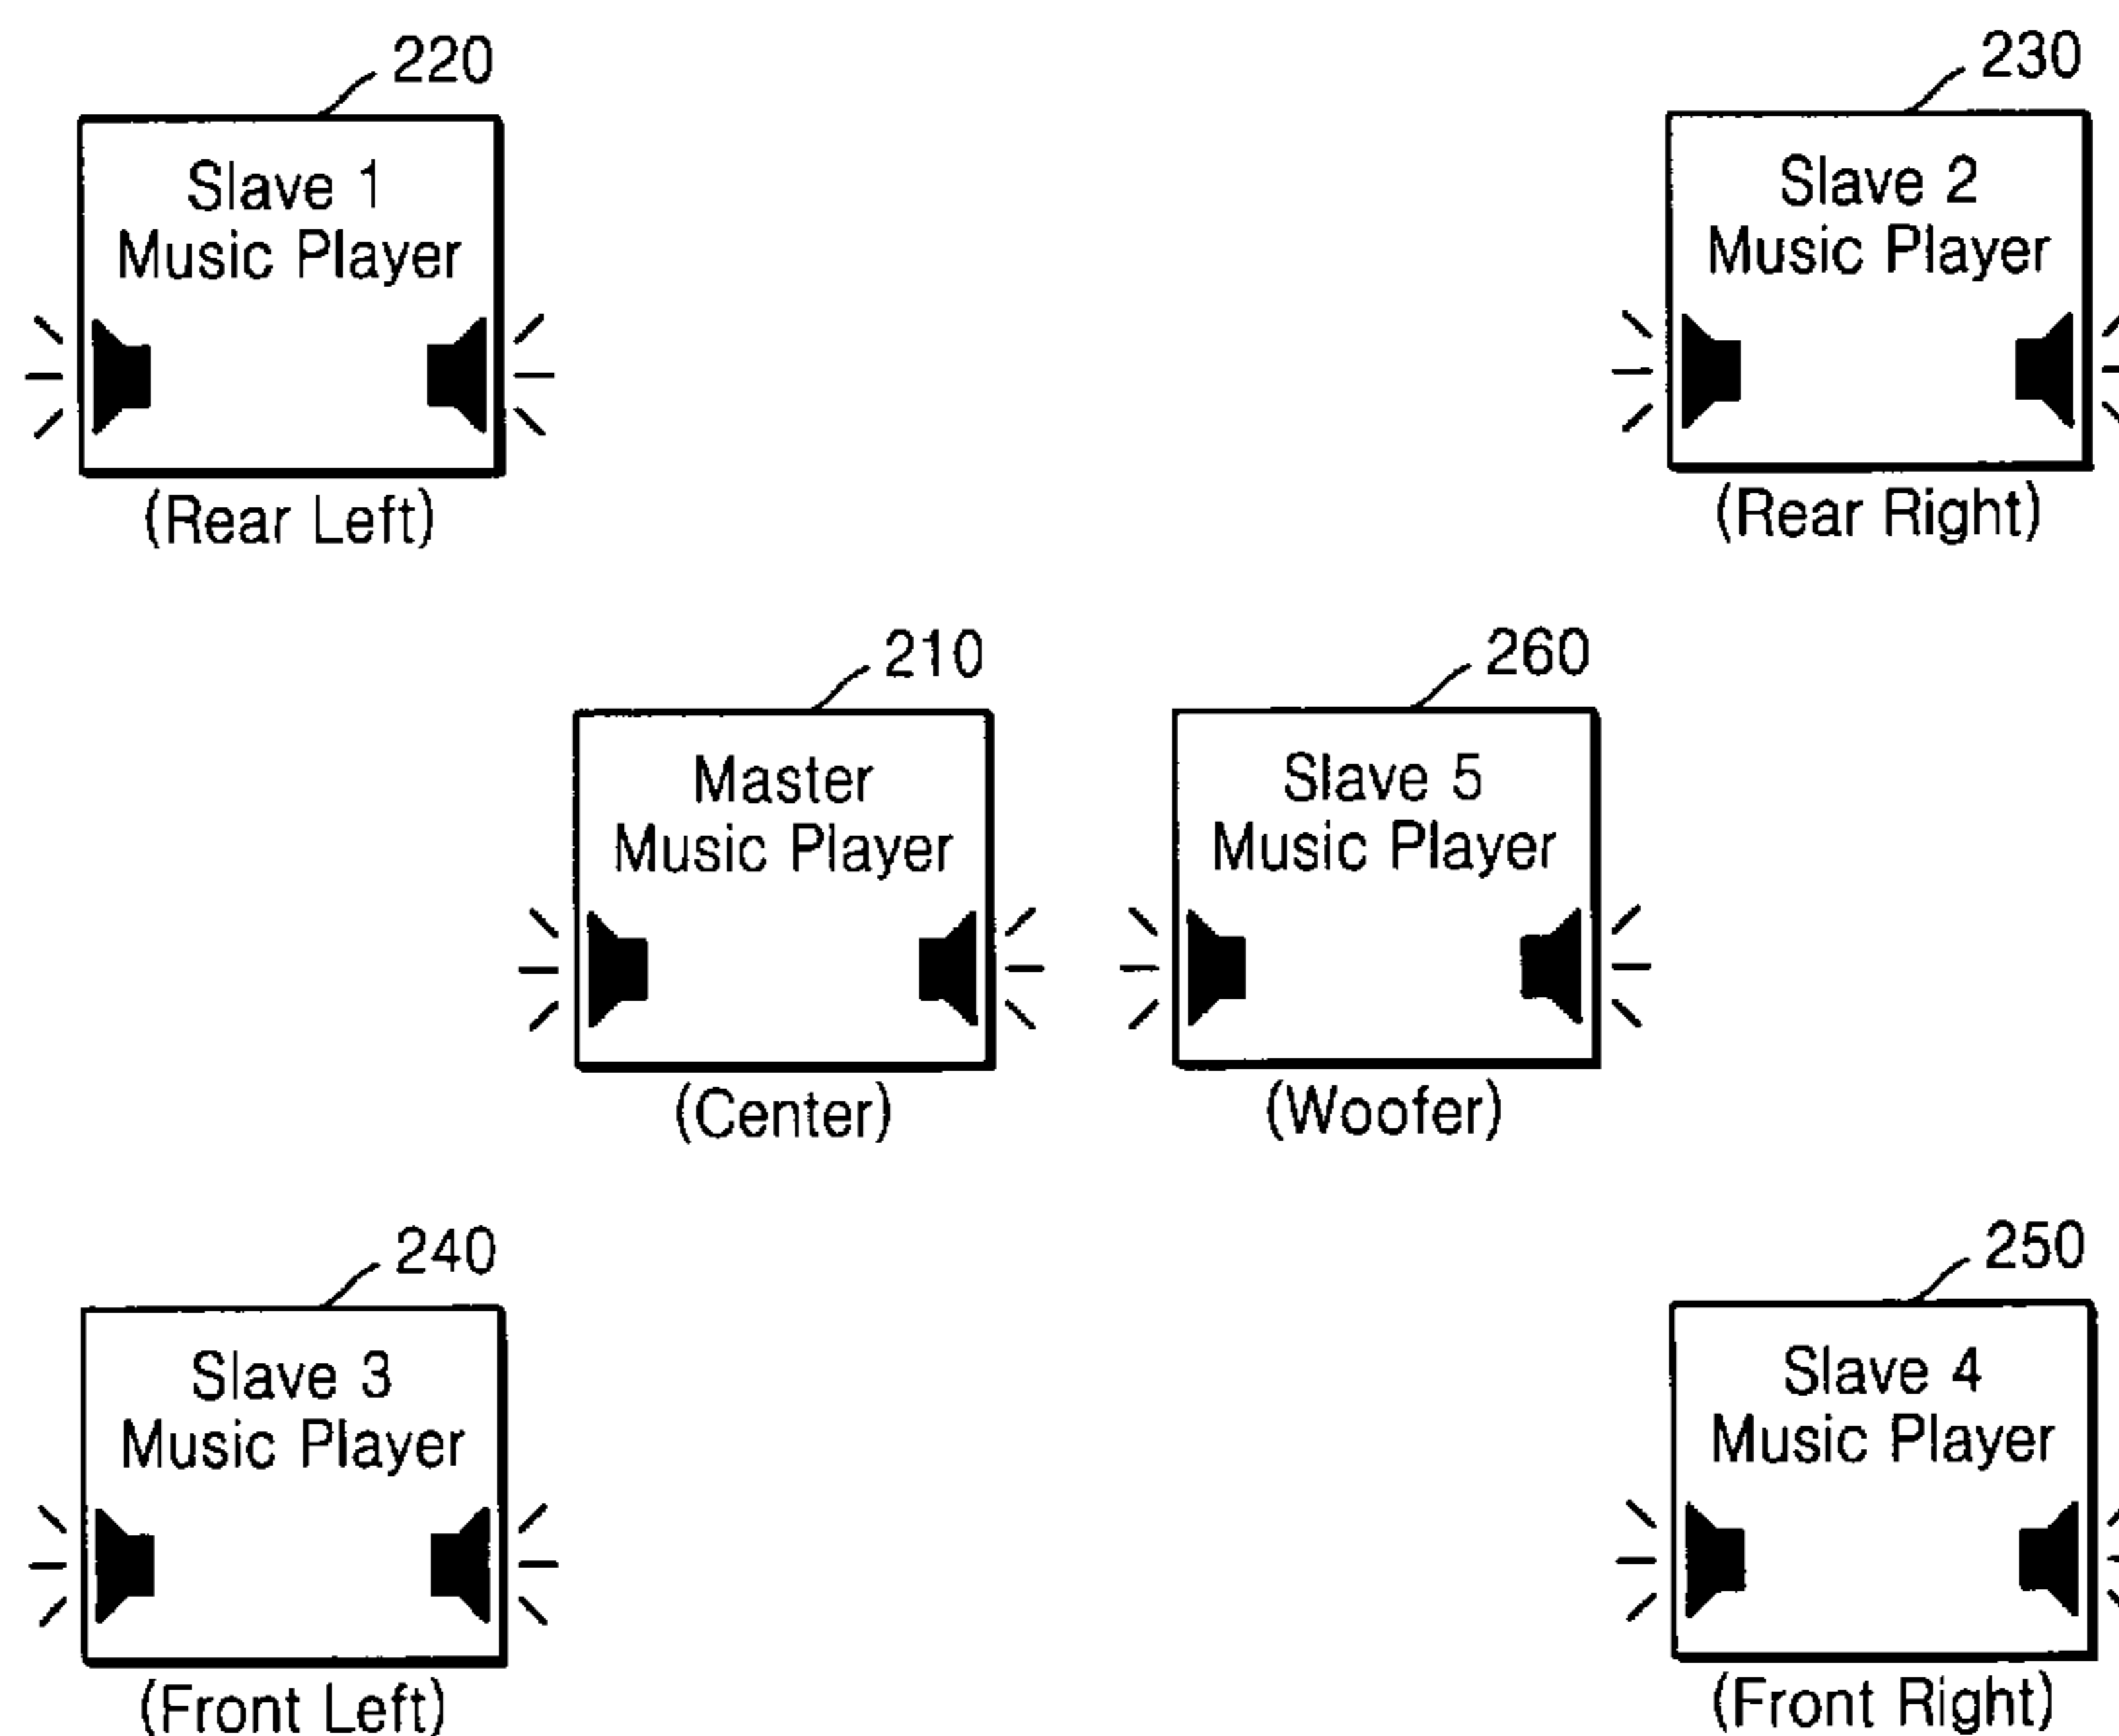 220
Slave 1
Music Player
(Rear Left)
230
Slave 2
Music Player
(Rear Right)
210
Master
Music Player
(Center)
260
Slave 5
Music Player
(Woofer)
240
Slave 3
Music Player
(Front Left)
250
Slave 4
Music Player
(Front Right)